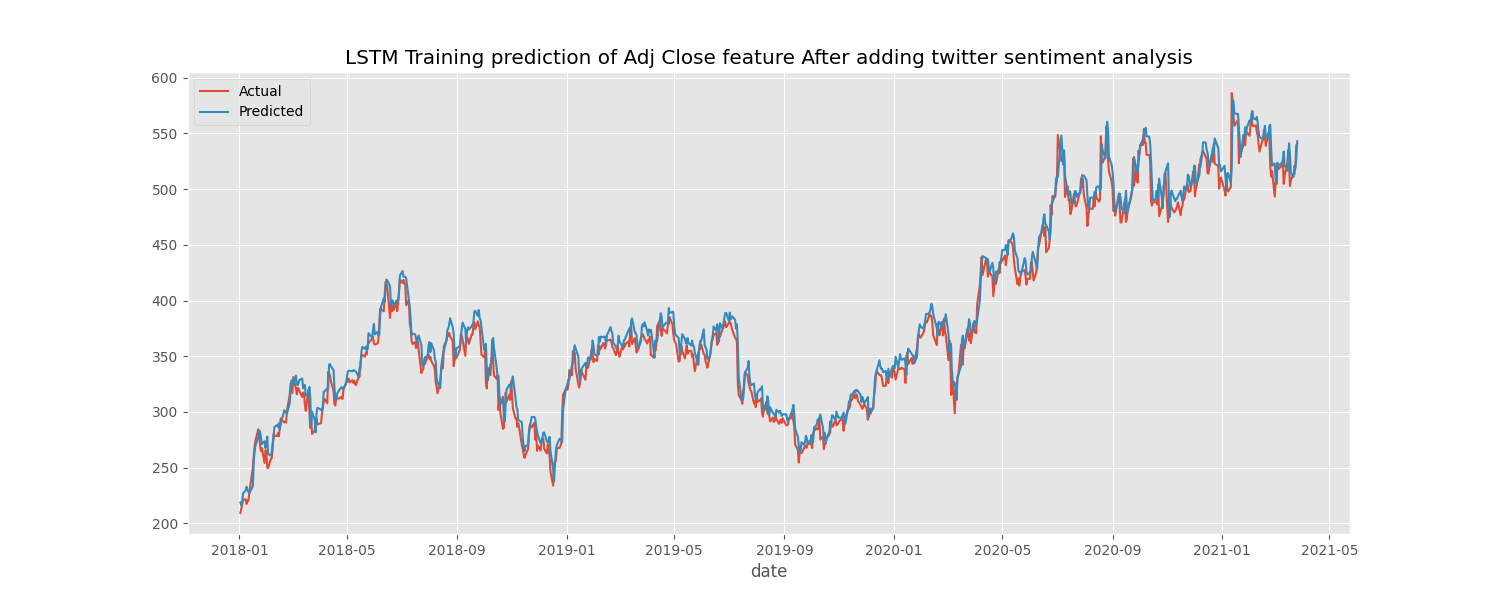 LSTM Training prediction of Adj Close feature After adding twitter sentiment analysis
600
Actual
Predicted
550
500
450
400
350
300
250
200
2018-01 2018-05 2018-09 2019-01 2019-05 2019-09 2020-01 2020-05 2020-09 2021-01 2021-05
date